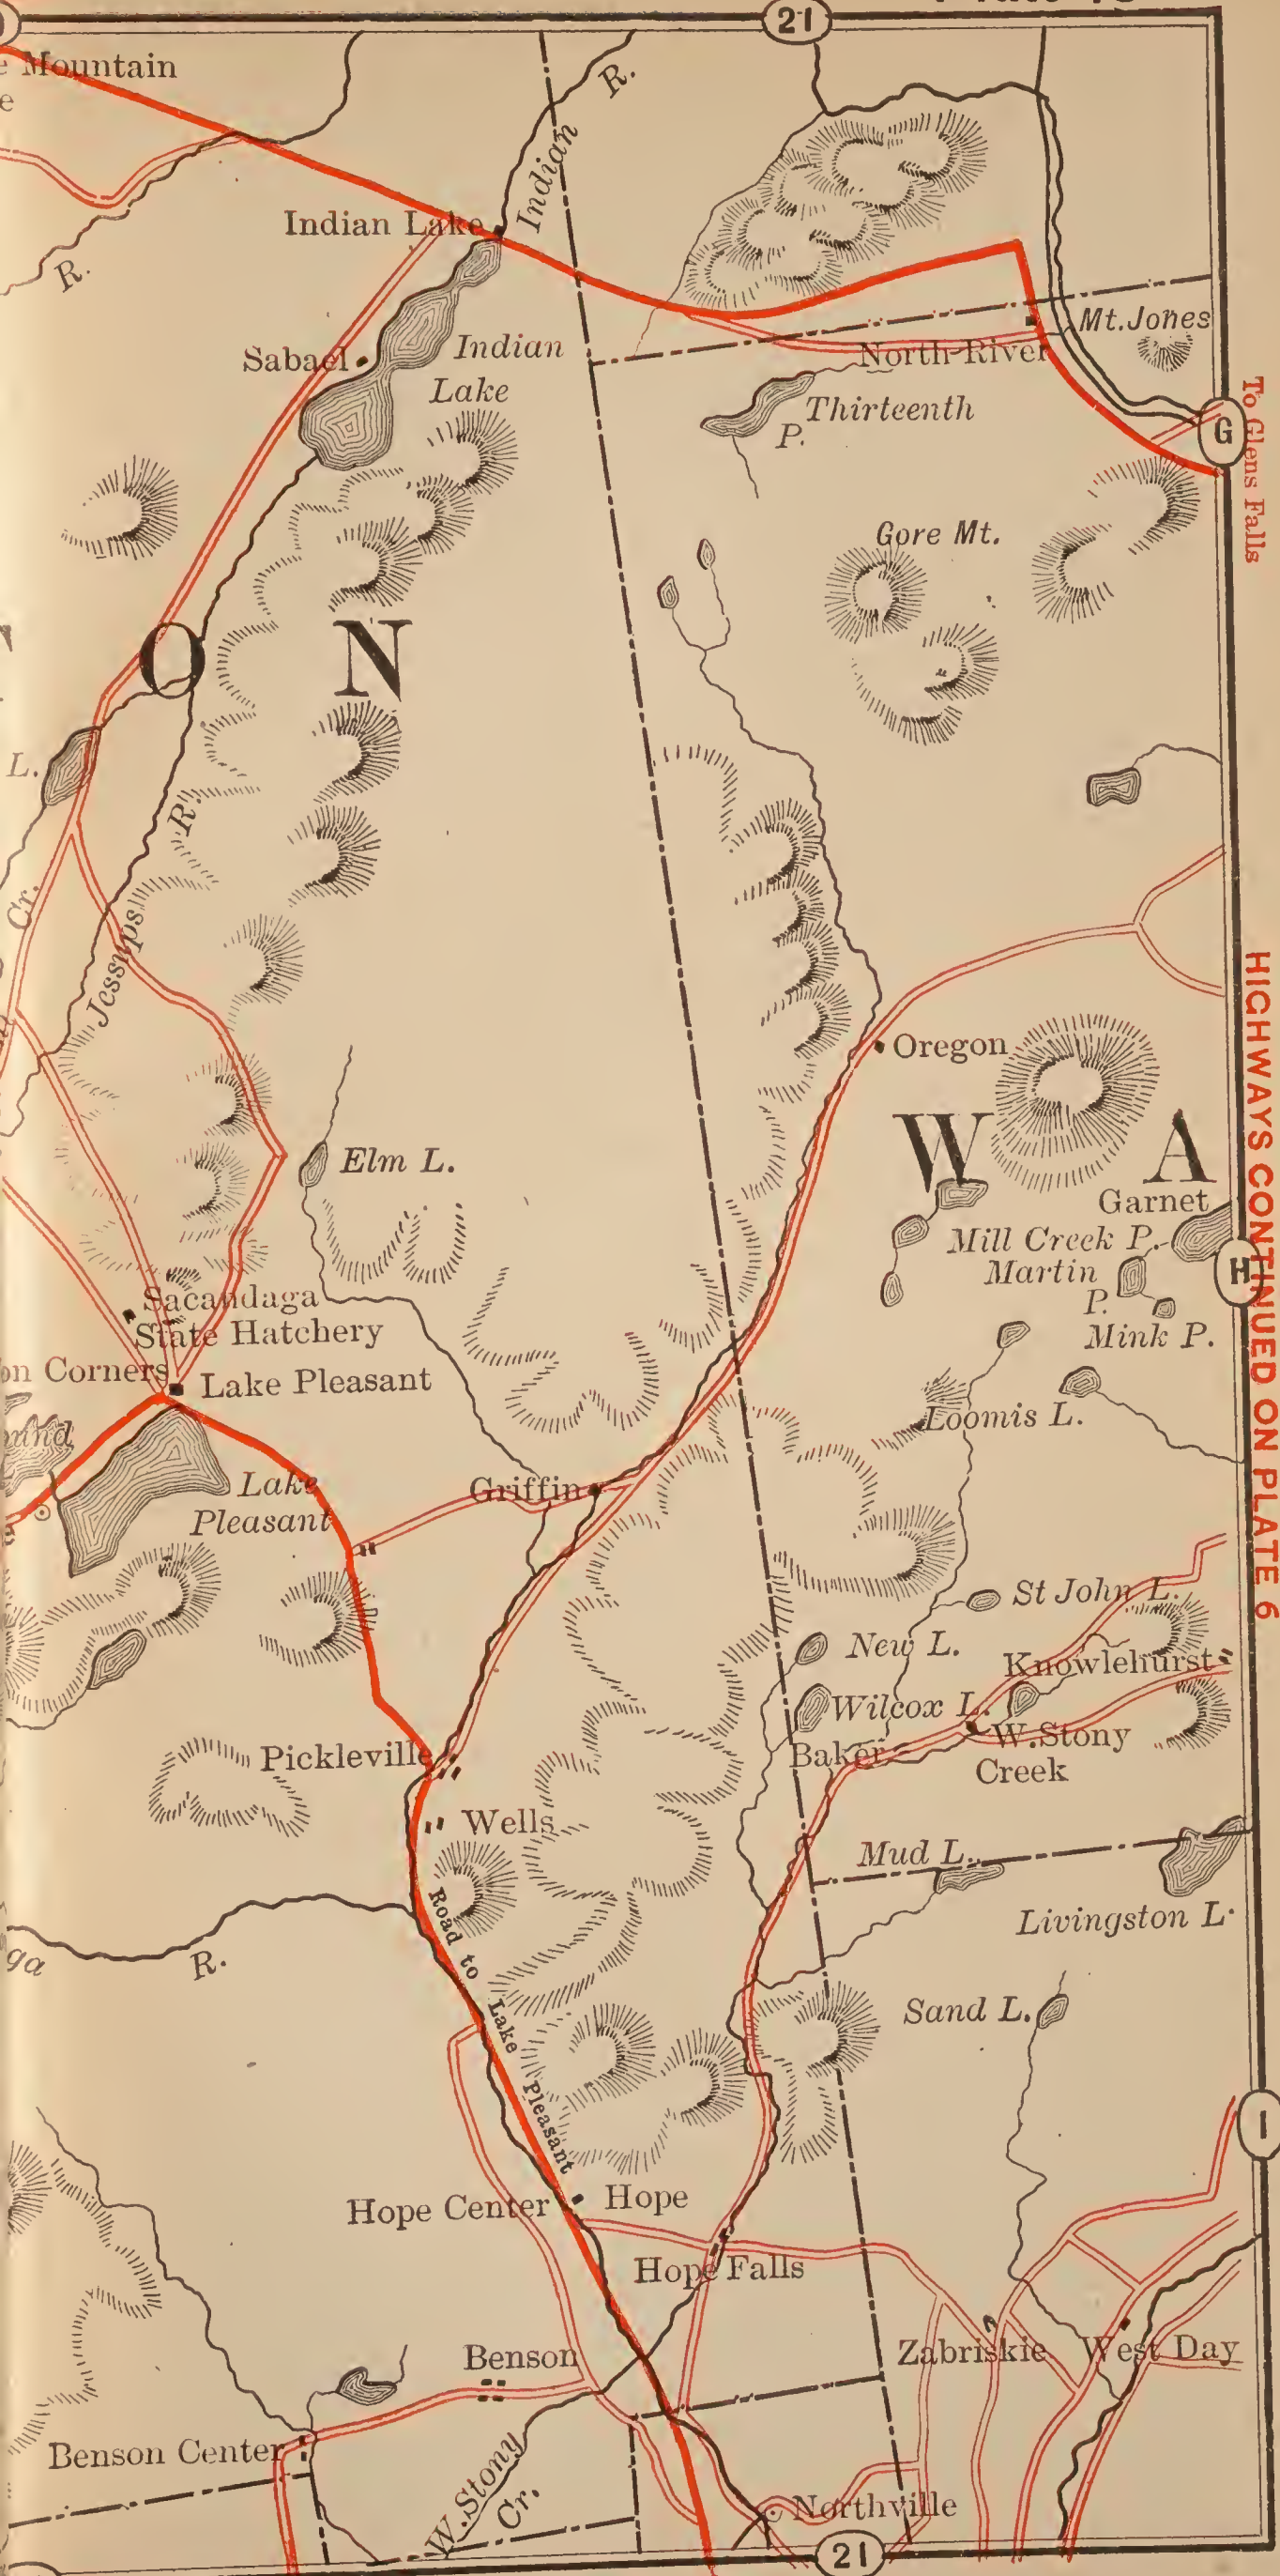 21
Mountain
R.
Indian
R.
Indian Lake
Mt. Jones
Sabael
Indian
Lake
North River
Thirteenth
P.
G
To Glens Falls
Gore Mt.
O N
L.
R.
Cr.
Jessups
HIGHWAYS CONTINUED ON PLATE 6
Oregon
W A
Elm L.
Garnet
Mill Creek P.
H
Martin
P.
Mink P.
Sacandaga
State Hatchery
on Corners
Lake Pleasant
Loomis L.
Lake
Pleasant
Griffin
St John L.
New L.
Knowlehurst
Wilcox L.
W. Stony
Creek
Baker
Pickleville
Wells
Mud L.
Livingston L.
Road to Lake Pleasant
ga
R.
Sand L.
I
Hope Center
Hope
Hope Falls
Zabriskie
West Day
Benson
Benson Center
W. Stony
Cr.
Northville
21